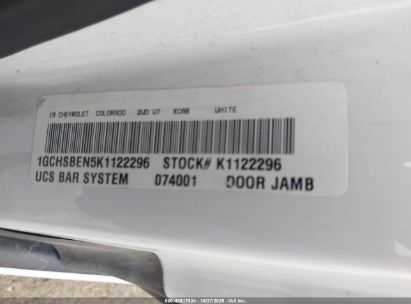 19 CHEVROLET COLORADO 2WD WT XCAB WHITE
1GCHSBEN5K1122296 STOCK# K1122296
UCS BAR SYSTEM 074001 DOOR JAMB